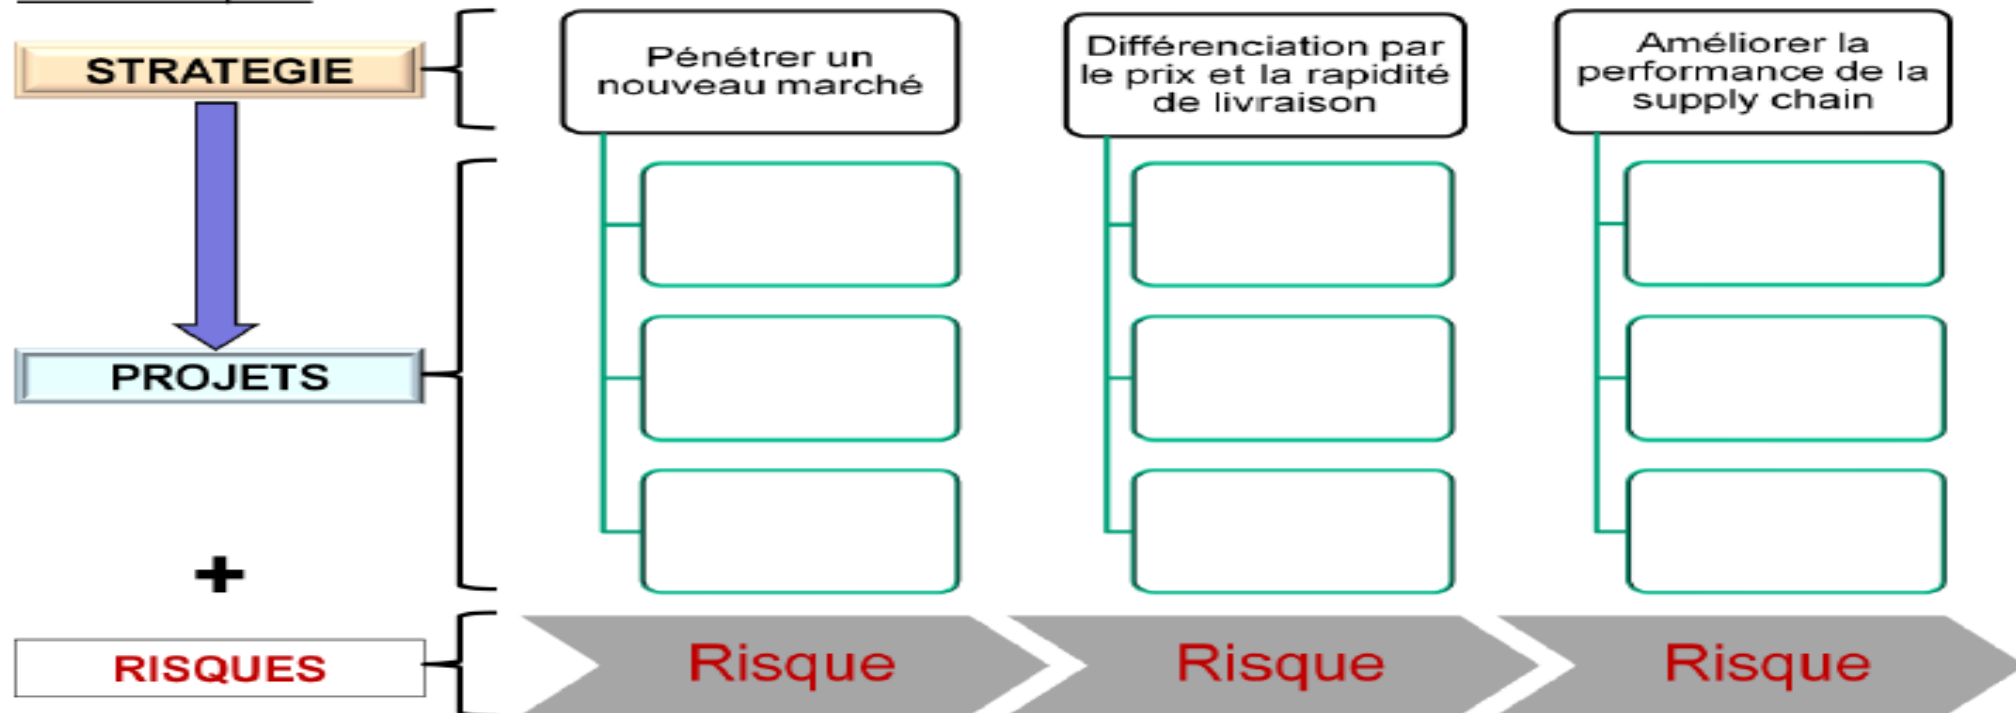 STRATEGIE
Pénétrer un
nouveau marché
Différenciation par
le prix et la rapidité
de livraison
Améliorer la
performance de la
supply chain
PROJETS
+
RISQUES
Risque
Risque
Risque